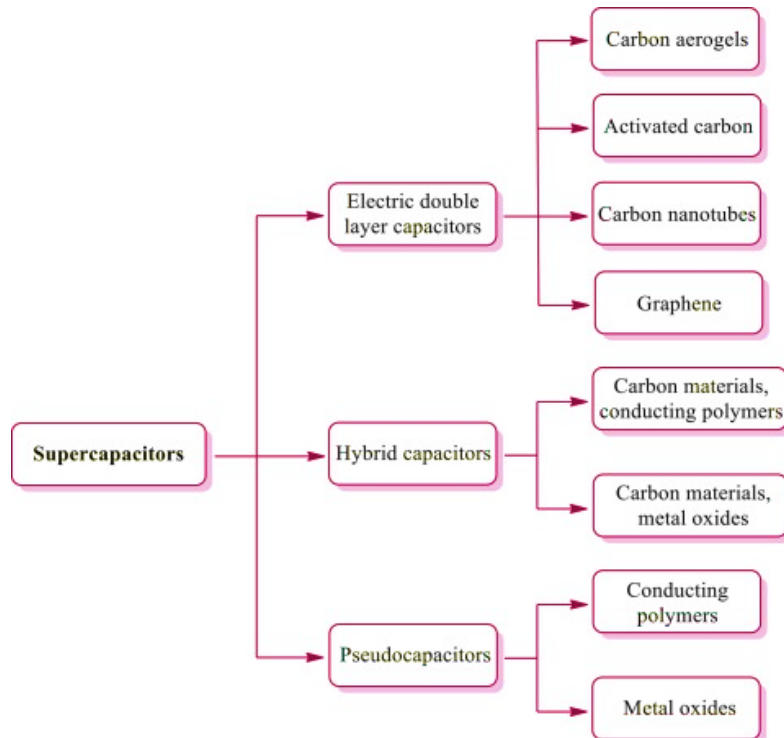 Carbon aerogels
Activated carbon
Electric double
layer capacitors
Carbon nanotubes
Graphene
Carbon materials,
conducting polymers
Supercapacitors
Hybrid capacitors
Carbon materials,
metal oxides
Conducting
polymers
Pseudocapacitors
Metal oxides